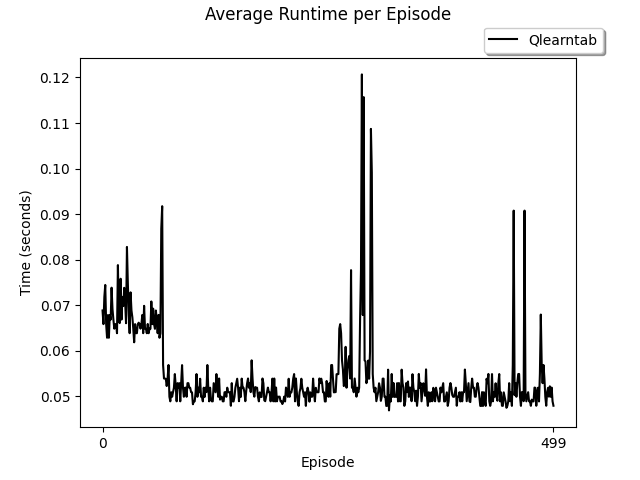 Average Runtime per Episode
Qlearntab
0.12
0.11
0.10
0.09
0.08
0.07
0.06
0.05
Time (seconds)
0
499
Episode